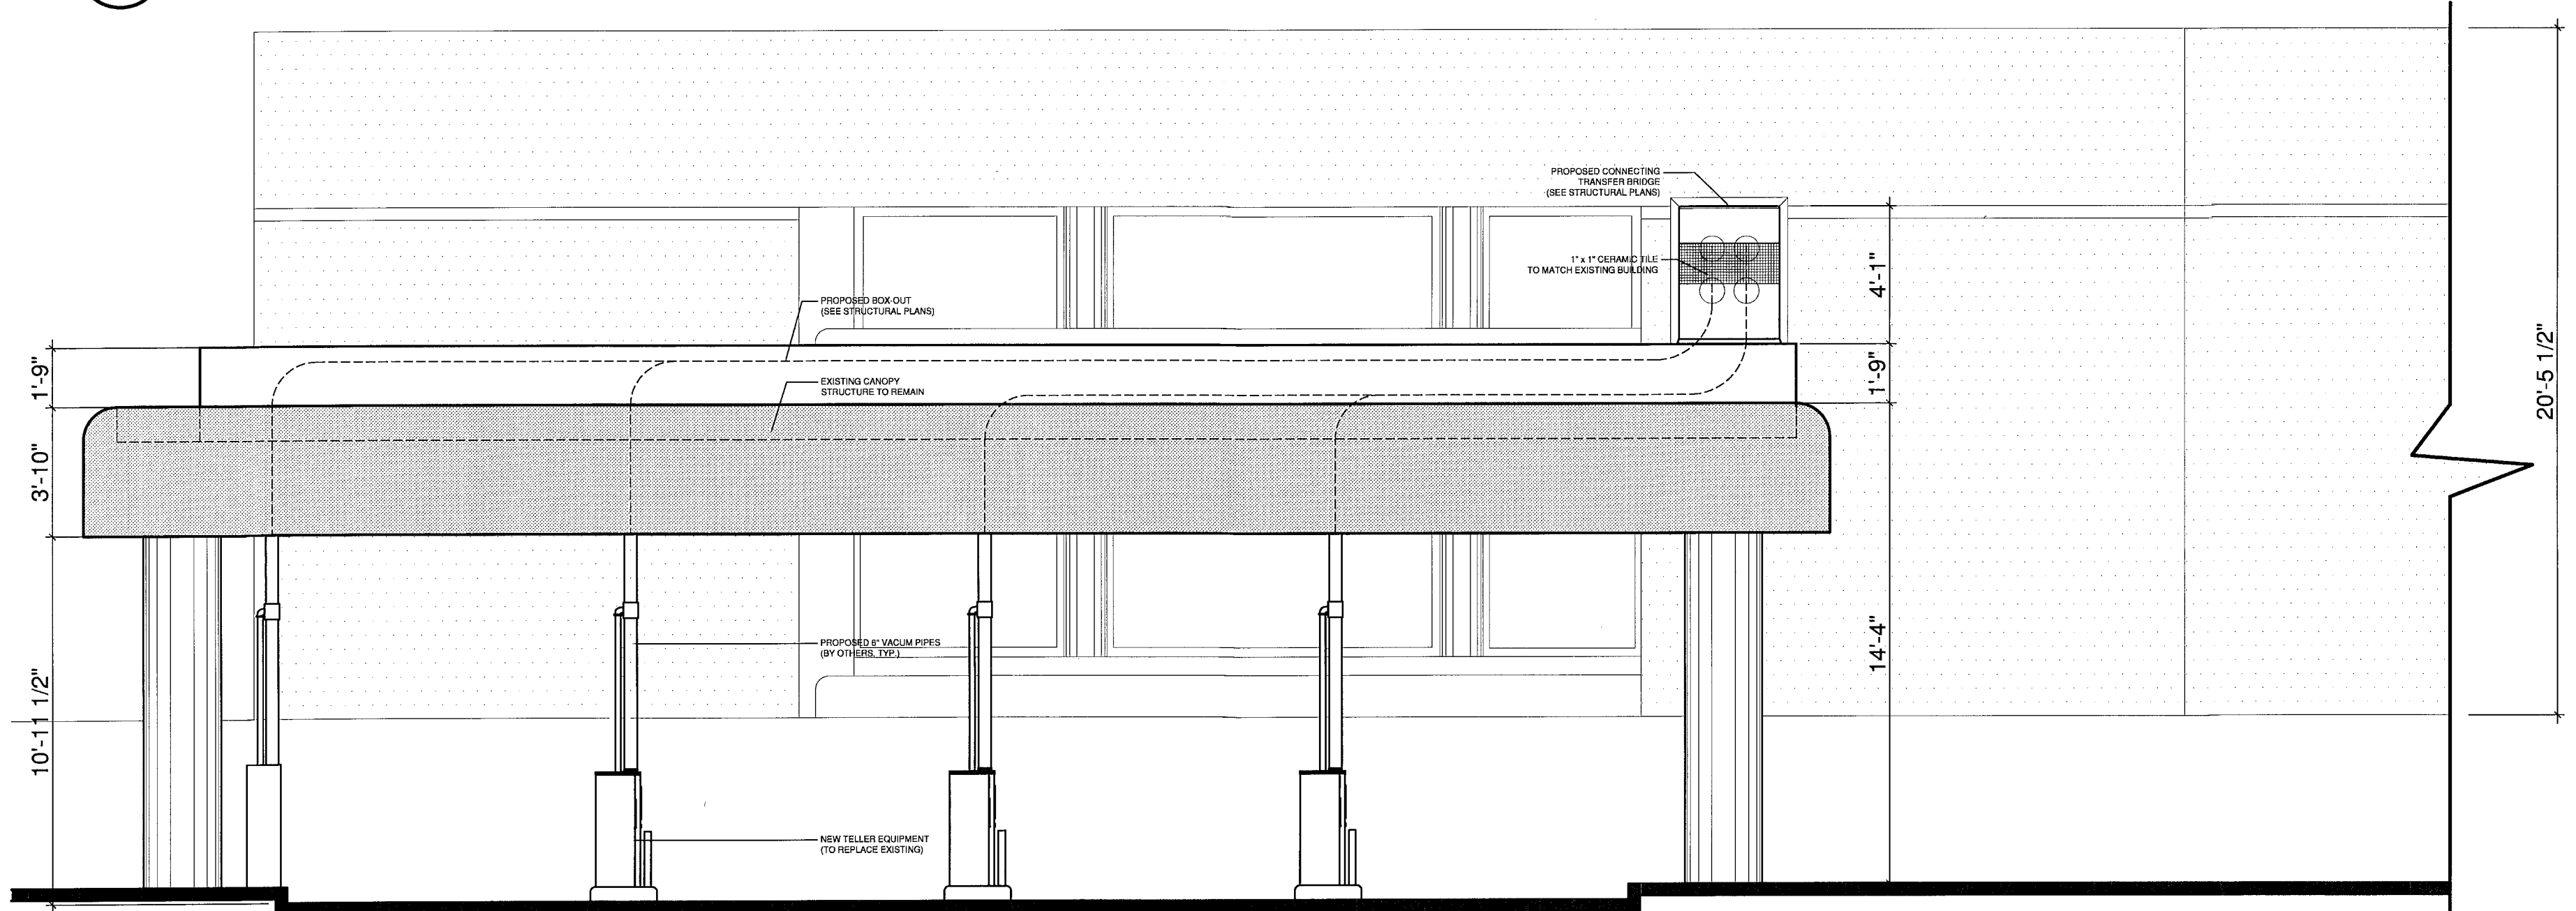 PROPOSED CONNECTING
TRANSFER BRIDGE
(SEE STRUCTURAL PLANS)
1" x 1" CERAMIC TILE
TO MATCH EXISTING BUILDING
PROPOSED BOX-OUT
(SEE STRUCTURAL PLANS)
EXISTING CANOPY
STRUCTURE TO REMAIN
PROPOSED 6" VACUM PIPES
(BY OTHERS, TYP.)
NEW TELLER EQUIPMENT
(TO REPLACE EXISTING)
1'-9"
3'-10"
10'-11 1/2"
4'-1"
1'-9"
14'-4"
20'-5 1/2"